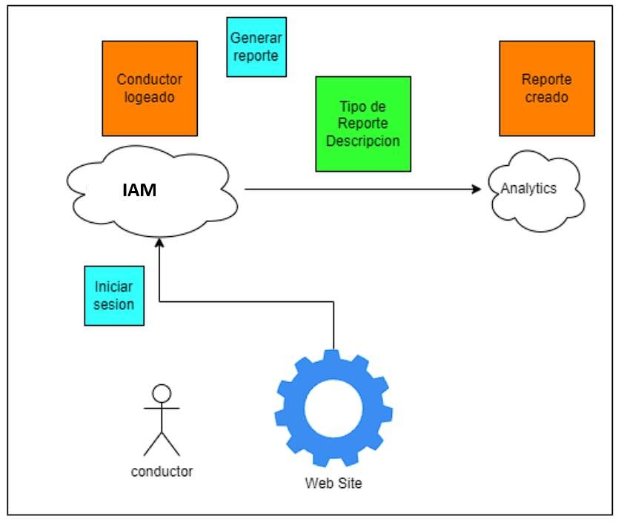 Generar
reporte
Conductor
logeado
Tipo de
Reporte
Descripcion
Reporte
creado
IAM
Analytics
Iniciar
sesion
conductor
Web Site